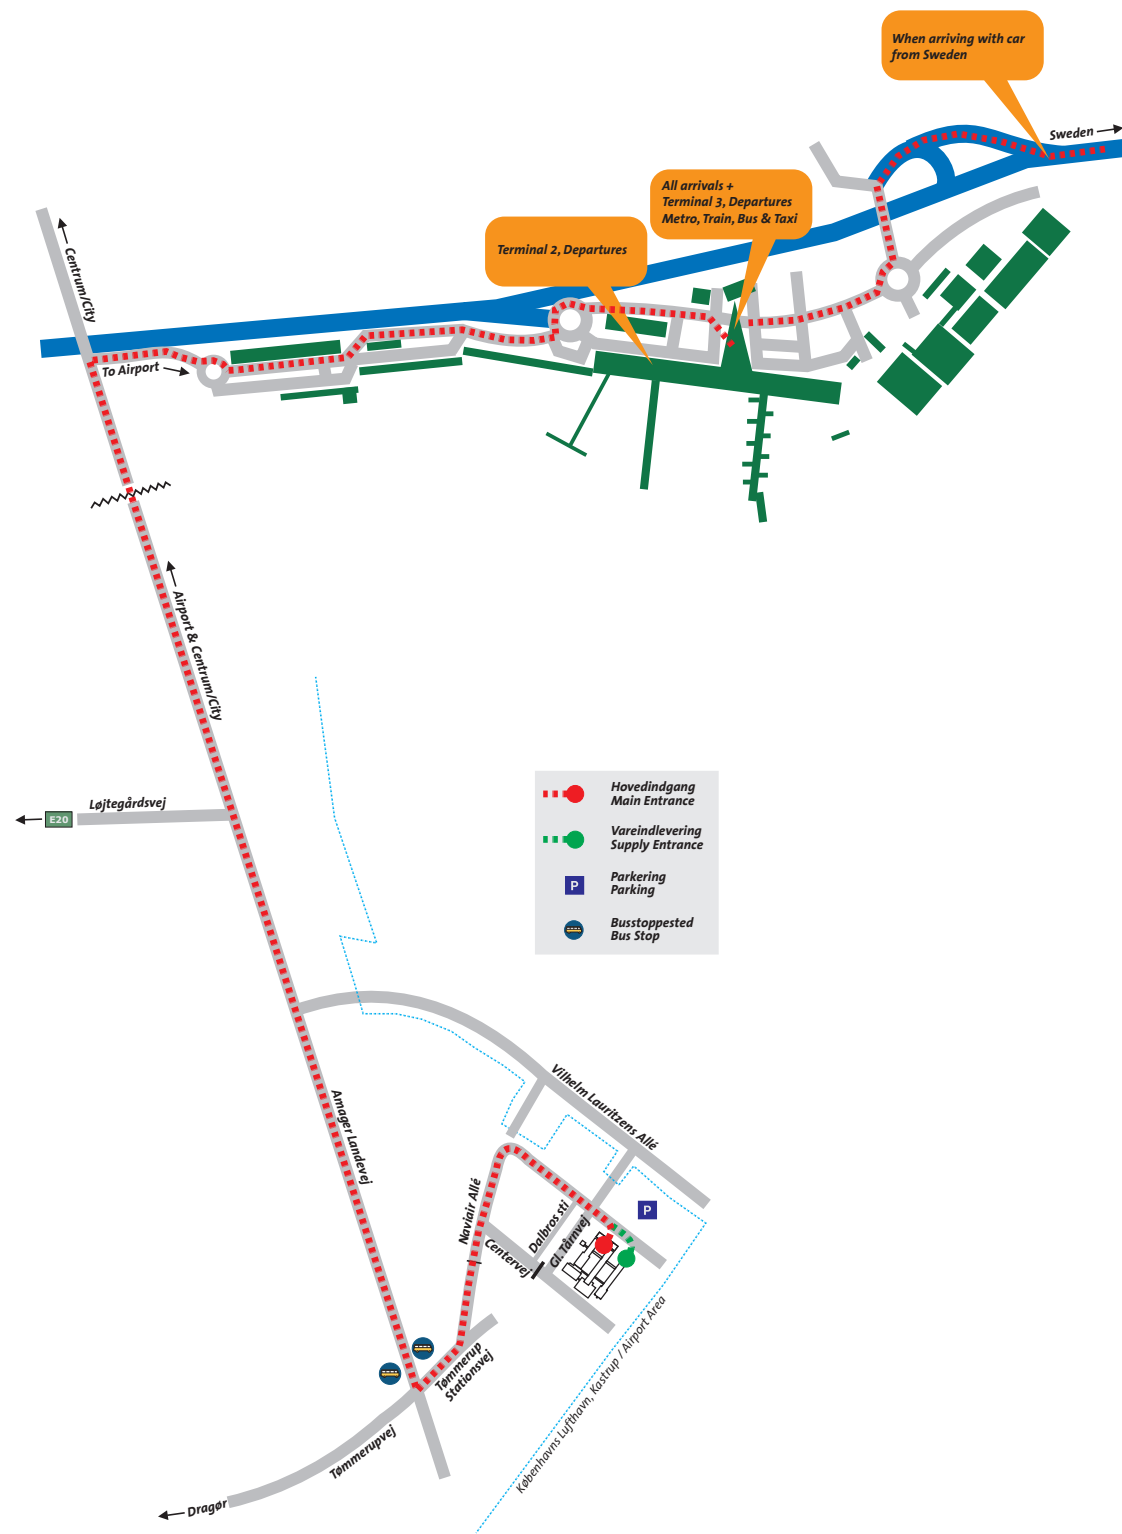 When arriving with car
from Sweden
Sweden
All arrivals +
Terminal 3, Departures
Metro, Train, Bus & Taxi
Terminal 2, Departures
Centrum/City
To Airport
Airport & Centrum/City
Løjtegårdsvej
E20
Hovedindgang
Main Entrance
Vareindlevering
Supply Entrance
P
Parkering
Parking
Busstoppested
Bus Stop
Vilhelm Lauritzens Allé
Amager Landevej
Naviair Allé
Dalbros sti
P
Gl. Tårnvej
Centervej
Tømmerup
Stationsvej
Københavns Lufthavn, Kastrup / Airport Area
Tømmerupvej
Dragør